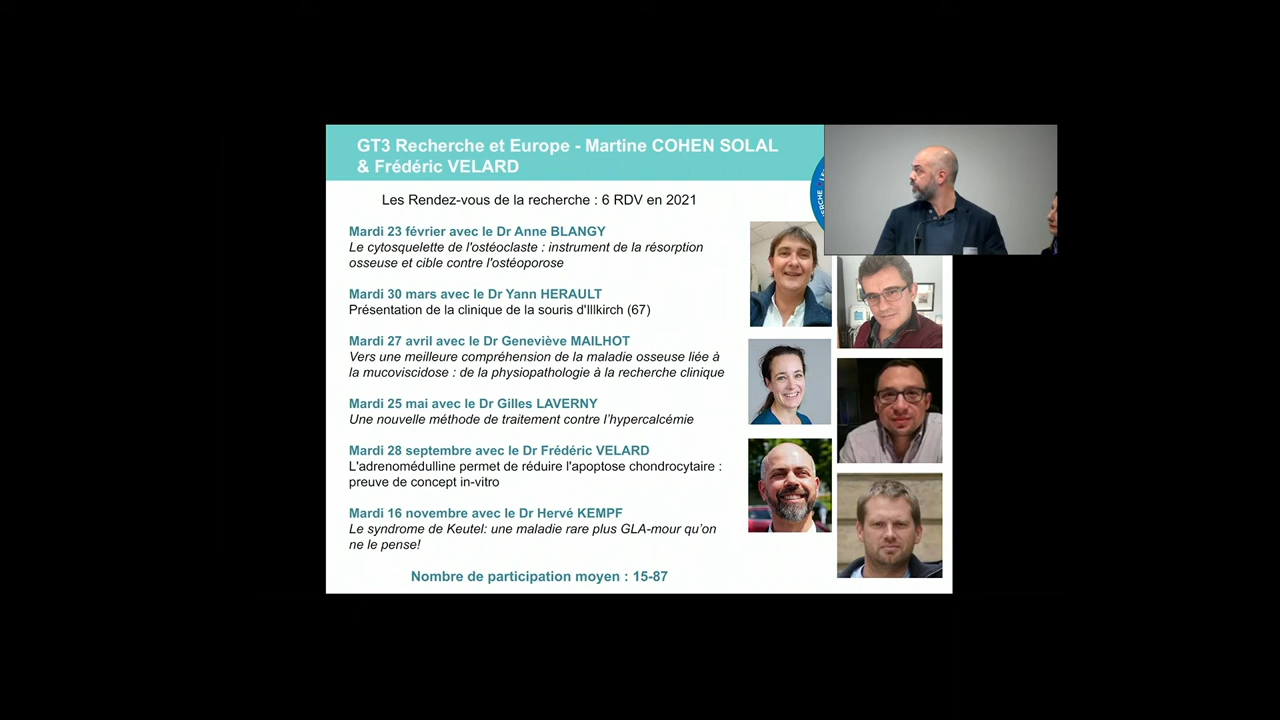 GT3 Recherche et Europe - Martine COHEN SOLAL
& Frédéric VELARD
Les Rendez-vous de la recherche : 6 RDV en 2021
Mardi 23 février avec le Dr Anne BLANGY
Le cytosquelette de l'ostéoclaste : instrument de la résorption
osseuse et cible contre l'ostéoporose
Mardi 30 mars avec le Dr Yann HERAULT
Présentation de la clinique de la souris d'Illkirch (67)
Mardi 27 avril avec le Dr Geneviève MAILHOT
Vers une meilleure compréhension de la maladie osseuse liée à
la mucoviscidose : de la physiopathologie à la recherche clinique
Mardi 25 mai avec le Dr Gilles LAVERNY
Une nouvelle méthode de traitement contre l’hypercalcémie
Mardi 28 septembre avec le Dr Frédéric VELARD
L'adrenomédulline permet de réduire l'apoptose chondrocytaire :
preuve de concept in-vitro
Mardi 16 novembre avec le Dr Hervé KEMPF
Le syndrome de Keutel: une maladie rare plus GLA-mour qu’on
ne le pense!
Nombre de participation moyen : 15-87